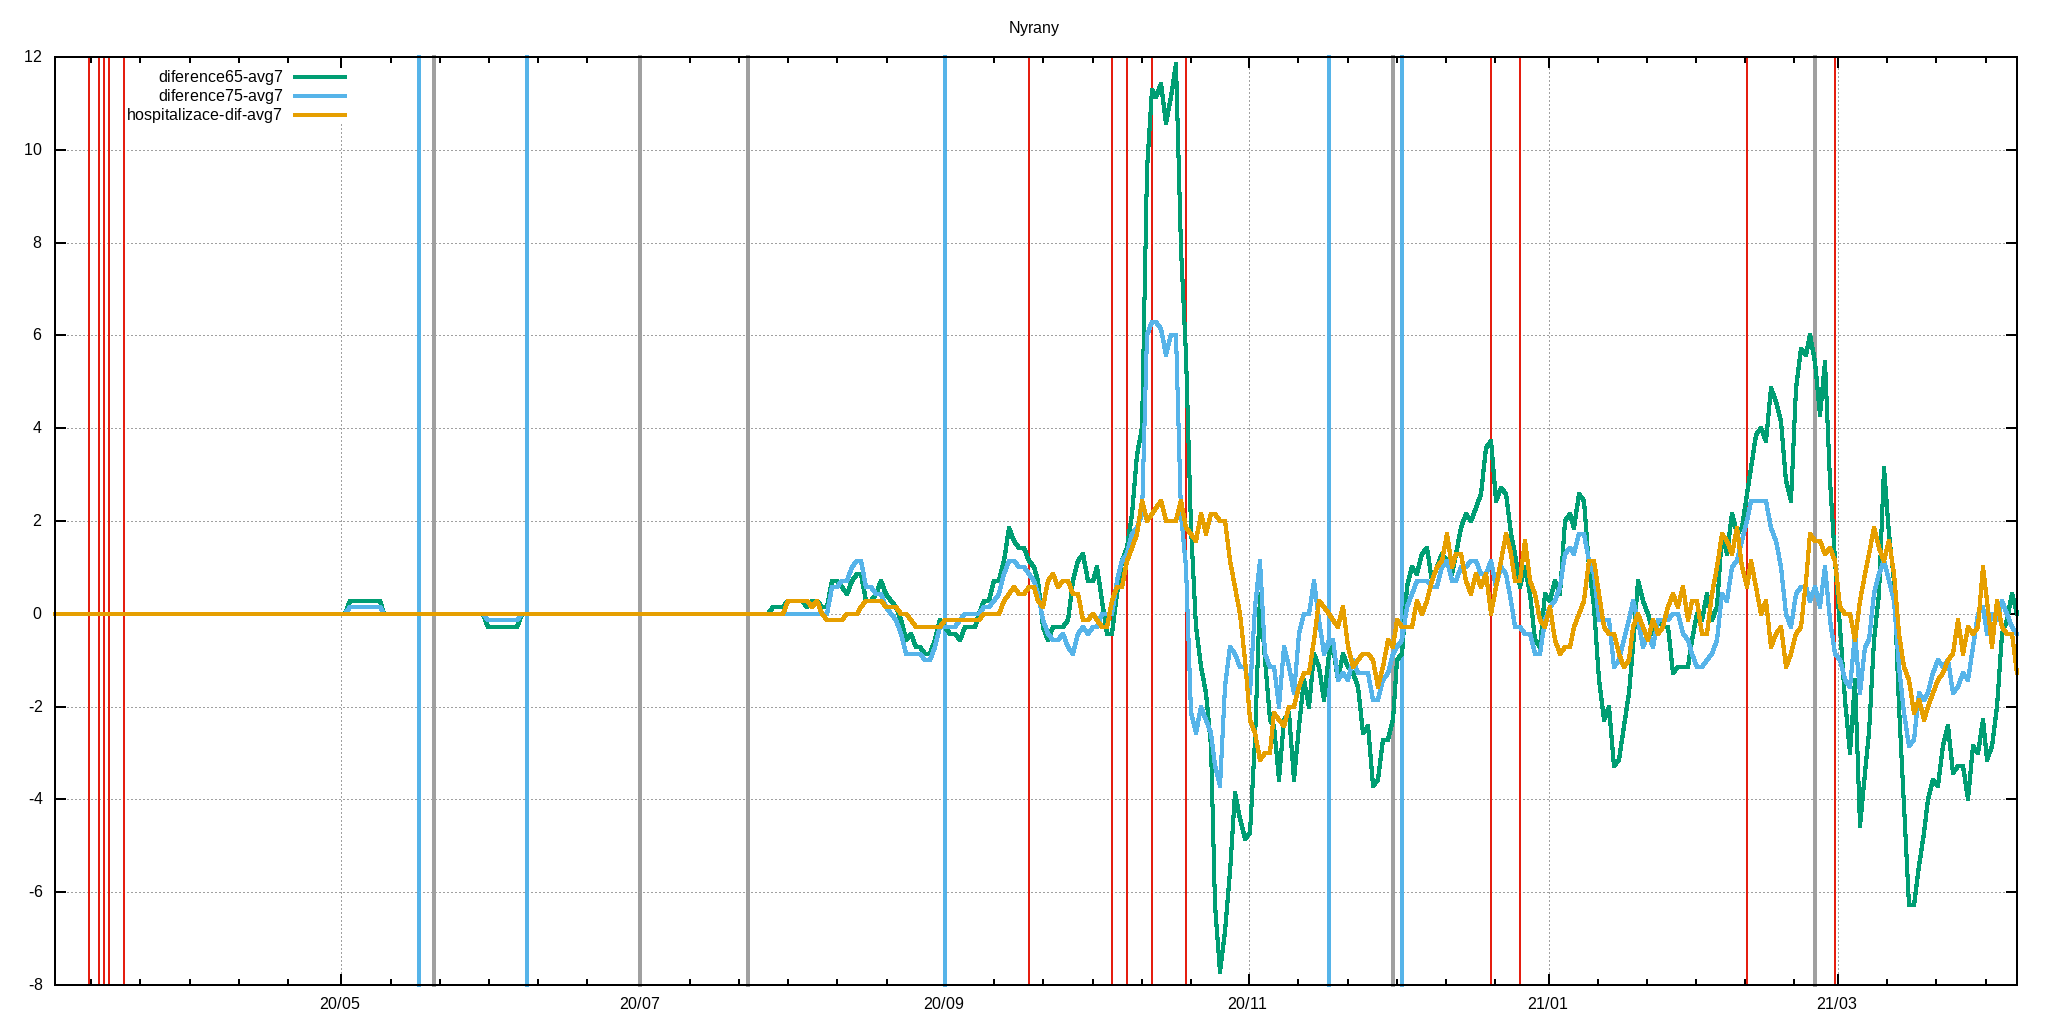 Nyrany
12
diference65-avg7
diference75-avg7
hospitalizace-dif-avg7
10
8
6
4
2
0
-2
-4
-6
-8
20/05 20/07 20/09 20/11 21/01 21/03